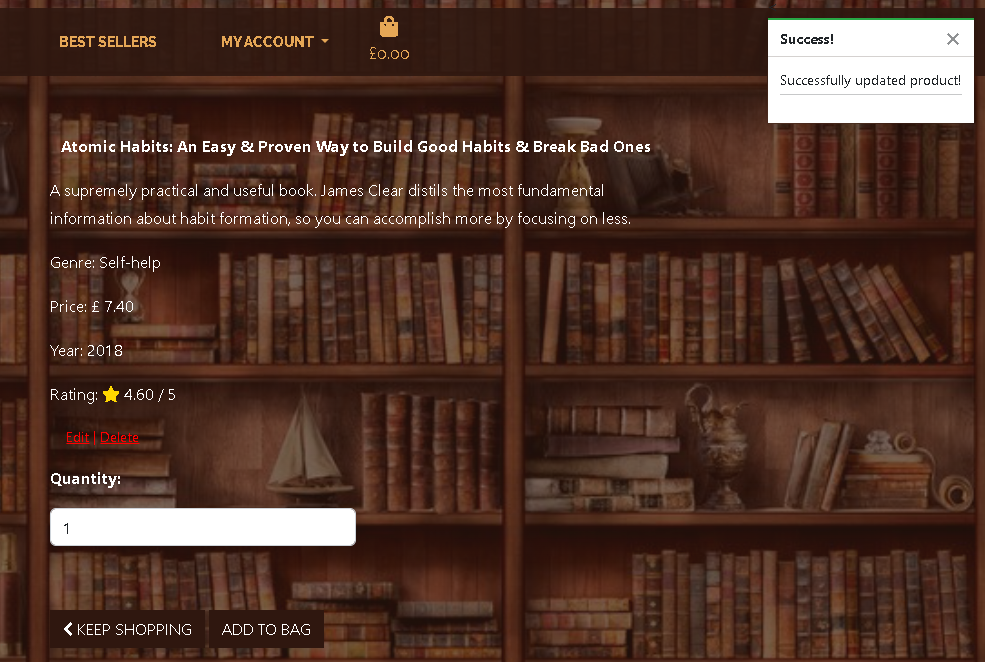 BEST SELLERS
MY ACCOUNT
£0.00
Success!
Successfully updated product!
Atomic Habits: An Easy & Proven Way to Build Good Habits & Break Bad Ones
A supremely practical and useful book. James Clear distils the most fundamental
information about habit formation, so you can accomplish more by focusing on less.
Genre: Self-help
Price: £ 7.40
Year: 2018
Rating: ⭐ 4.60 / 5
Edit | Delete
Quantity:
1
KEEP SHOPPING
ADD TO BAG